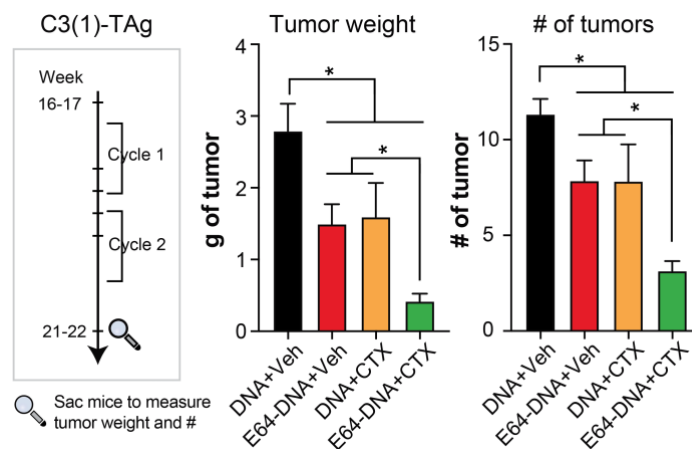 C3(1)-TAg
Week
16-17
Cycle 1
Cycle 2
21-22
Sac mice to measure
tumor weight and #
Tumor weight
g of tumor
4
3
2
1
0
*
*
DNA+Veh
E64-DNA+Veh
DNA+CTX
E64-DNA+CTX
# of tumors
# of tumor
15
10
5
0
*
*
DNA+Veh
E64-DNA+Veh
DNA+CTX
E64-DNA+CTX